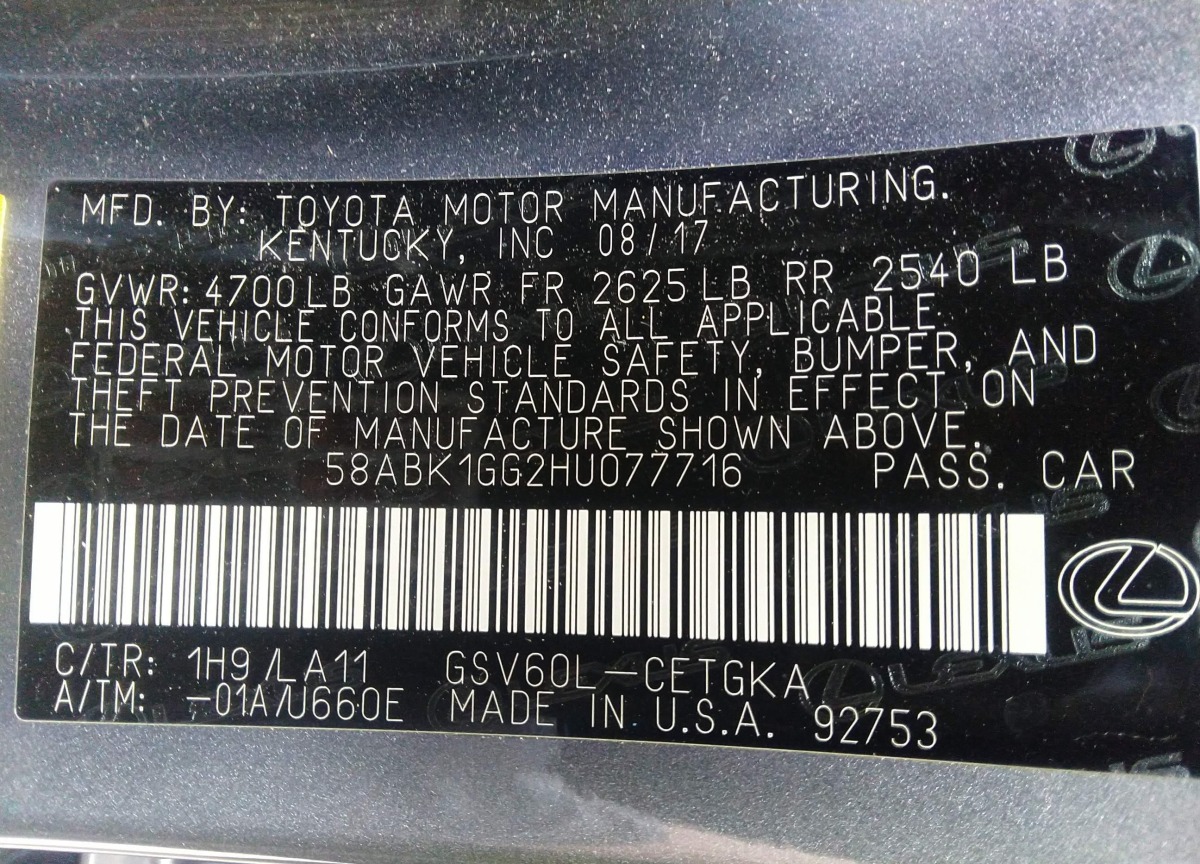 MFD. BY: TOYOTA MOTOR MANUFACTURING.
KENTUCKY, INC 08/17
GVWR: 4700LB GAWR FR 2625LB RR 2540 LB
THIS VEHICLE CONFORMS TO ALL APPLICABLE
FEDERAL MOTOR VEHICLE SAFETY, BUMPER, AND
THEFT PREVENTION STANDARDS IN EFFECT ON
THE DATE OF MANUFACTURE SHOWN ABOVE.
58ABK1GG2HU077716 PASS. CAR
C/TR: 1H9/LA11 GSV60L-CETGKA
A/TM: -01A/U660E MADE IN U.S.A. 92753
LEXUS